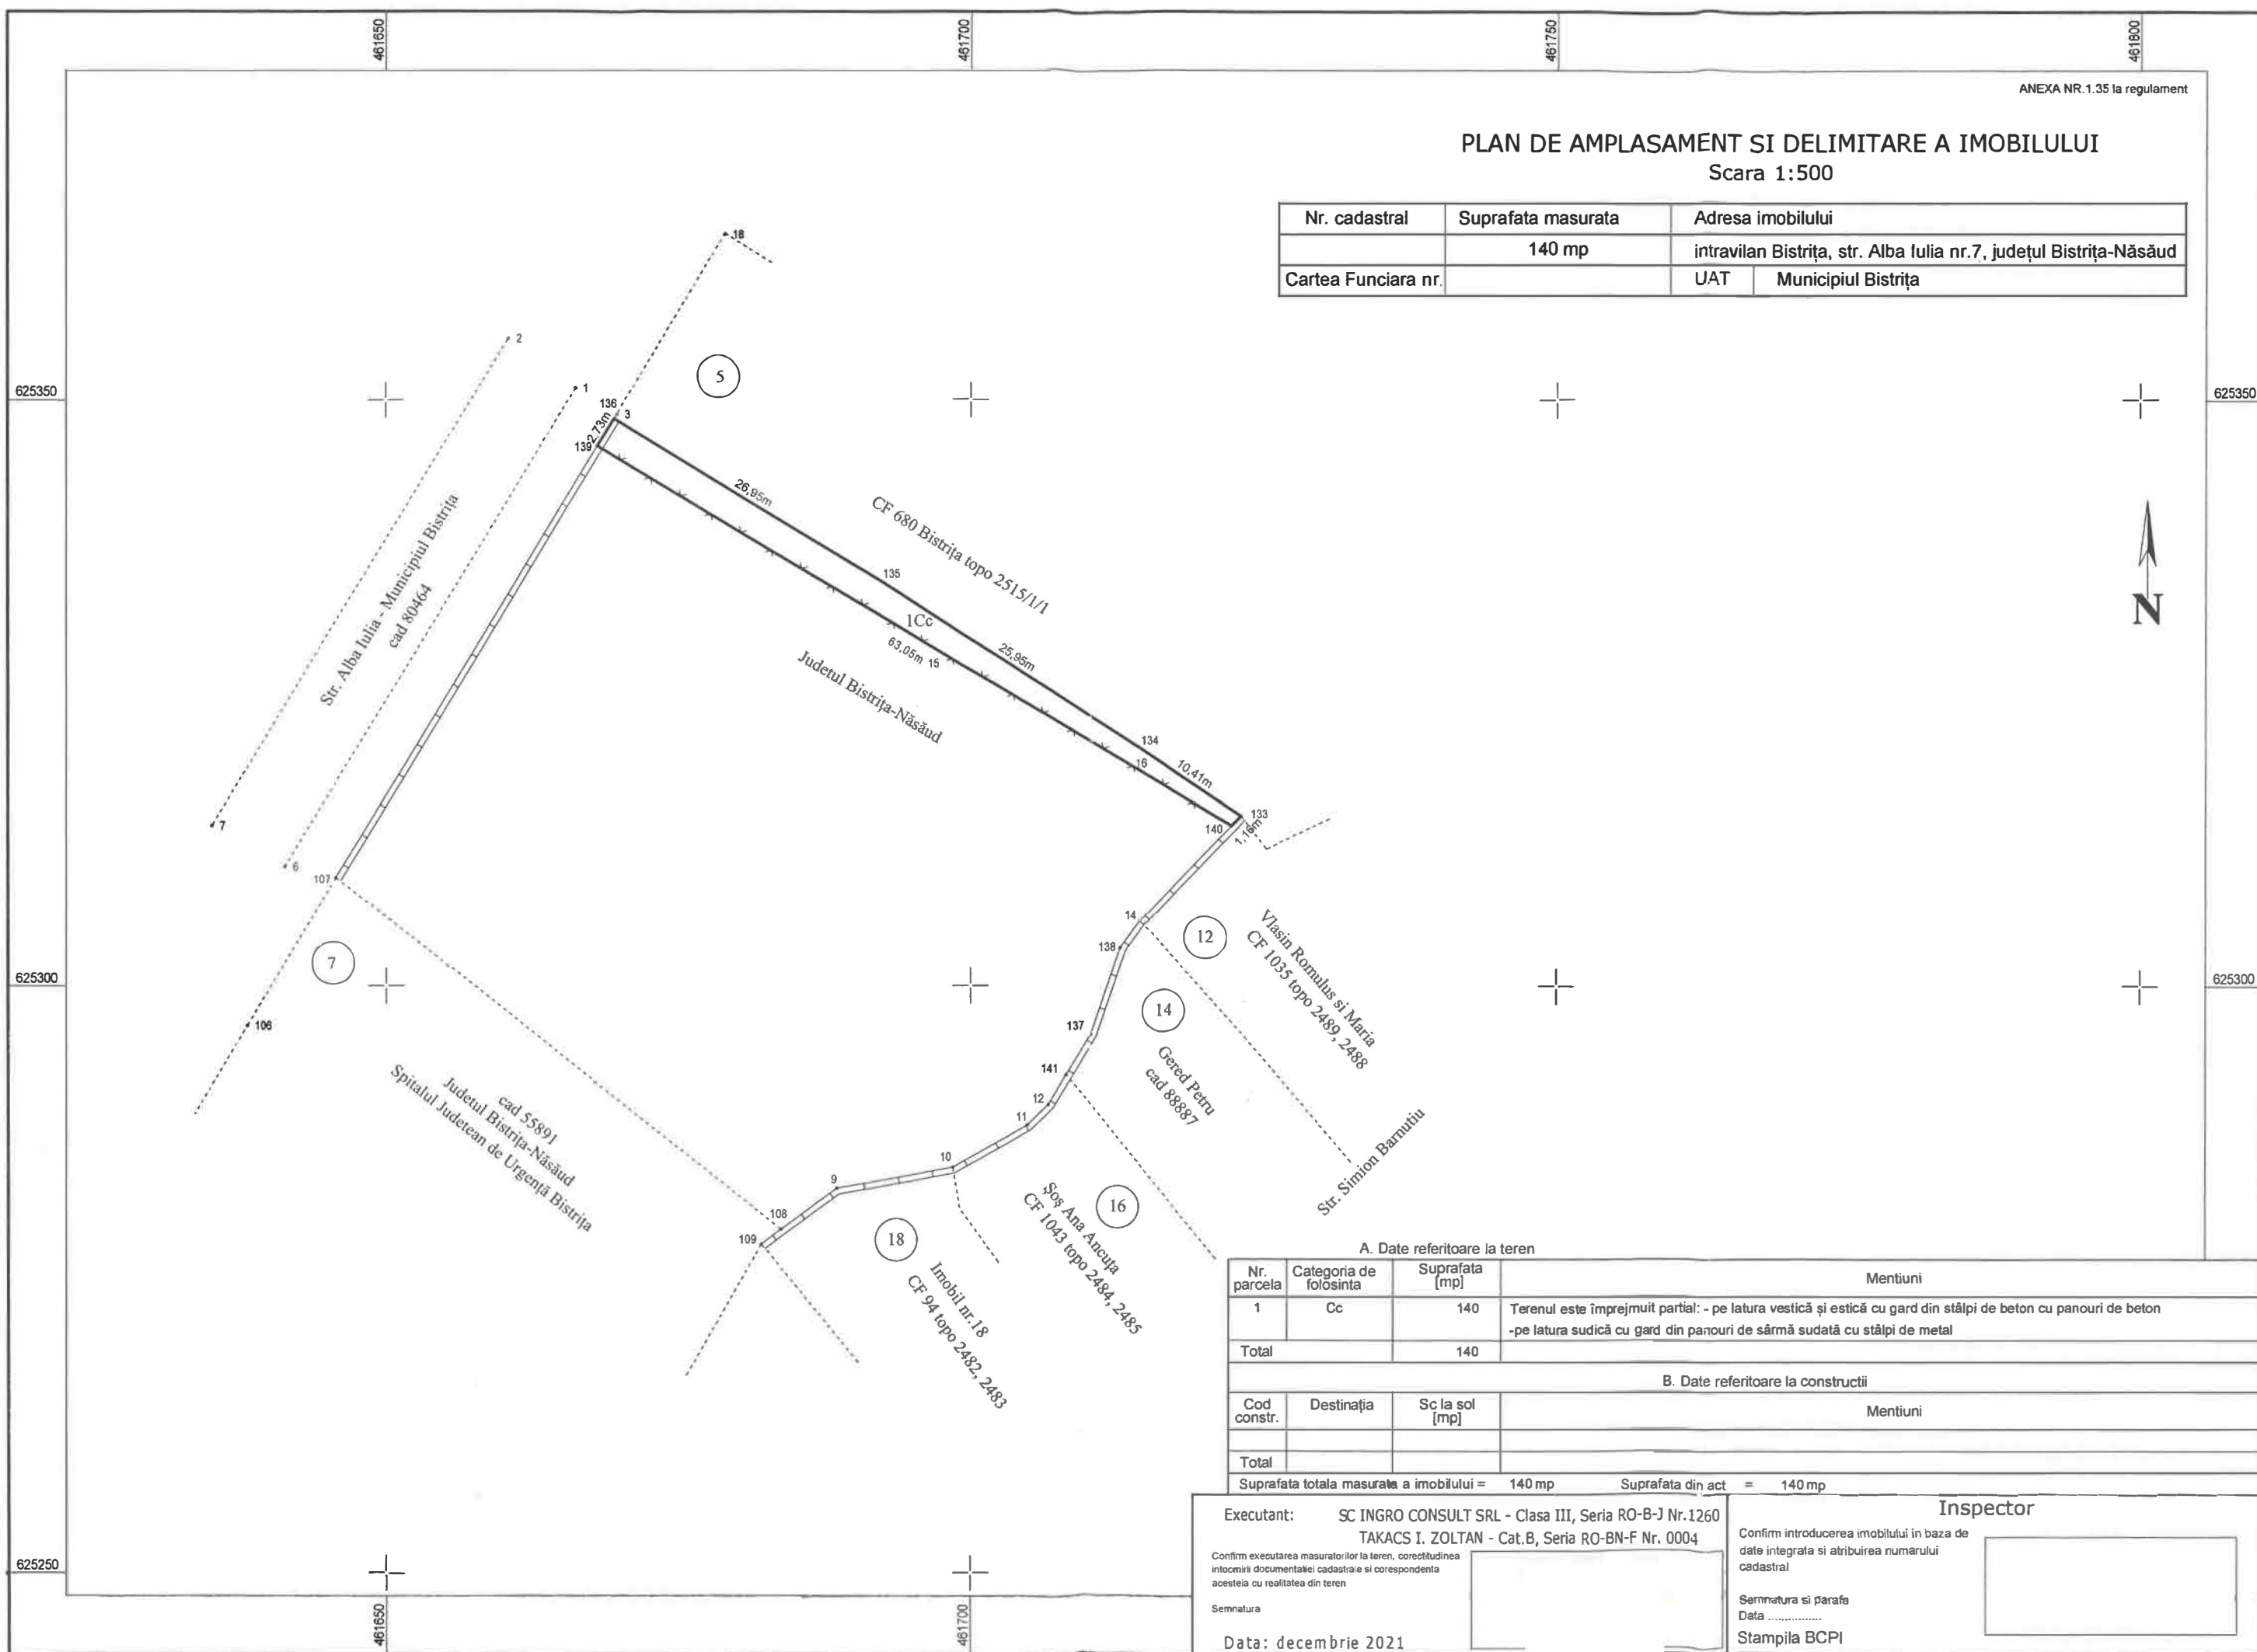 461650
461700
461750
461800
ANEXA NR.1.35 la regulament
PLAN DE AMPLASAMENT SI DELIMITARE A IMOBILULUI
Scara 1:500
Nr. cadastral Suprafata masurata Adresa imobilului
140 mp intravilan Bistrița, str. Alba Iulia nr.7, județul Bistrița-Năsăud
Cartea Funciara nr. UAT Municipiul Bistrița
18
2
5
1
625350
625350
136
3
2,73m
139
26,95m
CF 680 Bistrița topo 2515/1/1
Str. Alba Iulia - Municipiul Bistrița
cad 80464
135
1Cc
63,05m 15
25,95m
Judetul Bistrița-Năsăud
N
134
16
10,41m
133
140
1,16m
7
6
107
14
12
138
Vlasin Romulus si Maria
CF 1035 topo 2489, 2488
7
625300
625300
14
106
137
Gered Petru
cad 88887
141
12
11
cad 55891
Judetul Bistrița-Năsăud
Spitalul Judetean de Urgență Bistrița
10
9
Str. Simion Barnutiu
Șoș Ana Ancuța
CF 1043 topo 2484, 2485
16
108
109
18
Imobil nr.18
CF 94 topo 2482, 2483
A. Date referitoare la teren
Nr. parcela Categoria de folosinta Suprafata [mp] Mentiuni
1 Cc 140 Terenul este împrejmuit partial: - pe latura vestică și estică cu gard din stâlpi de beton cu panouri de beton
-pe latura sudică cu gard din panouri de sârmă sudată cu stâlpi de metal
Total 140
B. Date referitoare la constructii
Cod constr. Destinația Sc la sol [mp] Mentiuni
Total
Suprafata totala masurata a imobilului = 140 mp Suprafata din act = 140 mp
Executant: SC INGRO CONSULT SRL - Clasa III, Seria RO-B-J Nr.1260
TAKACS I. ZOLTAN - Cat.B, Seria RO-BN-F Nr. 0004
Confirm executarea masuratorilor la teren, corectitudinea
intocmirii documentatiei cadastrale si corespondenta
acesteia cu realitatea din teren
Semnatura
Data: decembrie 2021
Inspector
Confirm introducerea imobilului in baza de
date integrata si atribuirea numarului
cadastral
Semnatura si parafa
Data ...............
Stampila BCPI
625250
461650
461700